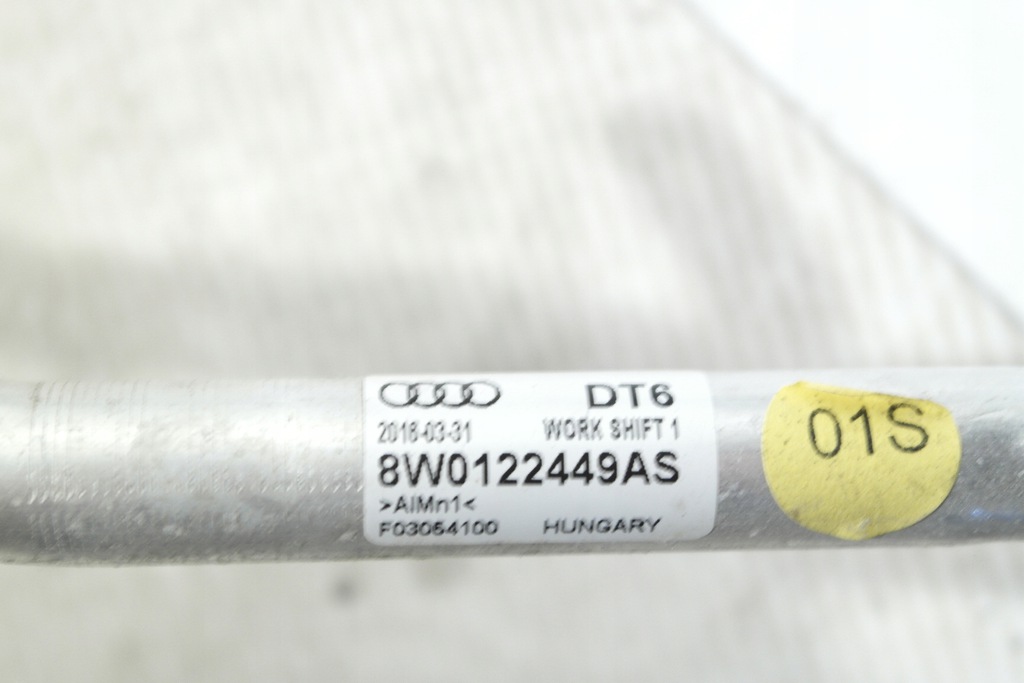 DT6
2018-03-31 WORK SHIFT 1
8W0122449AS
>AlMn1<
F03054100 HUNGARY
01S